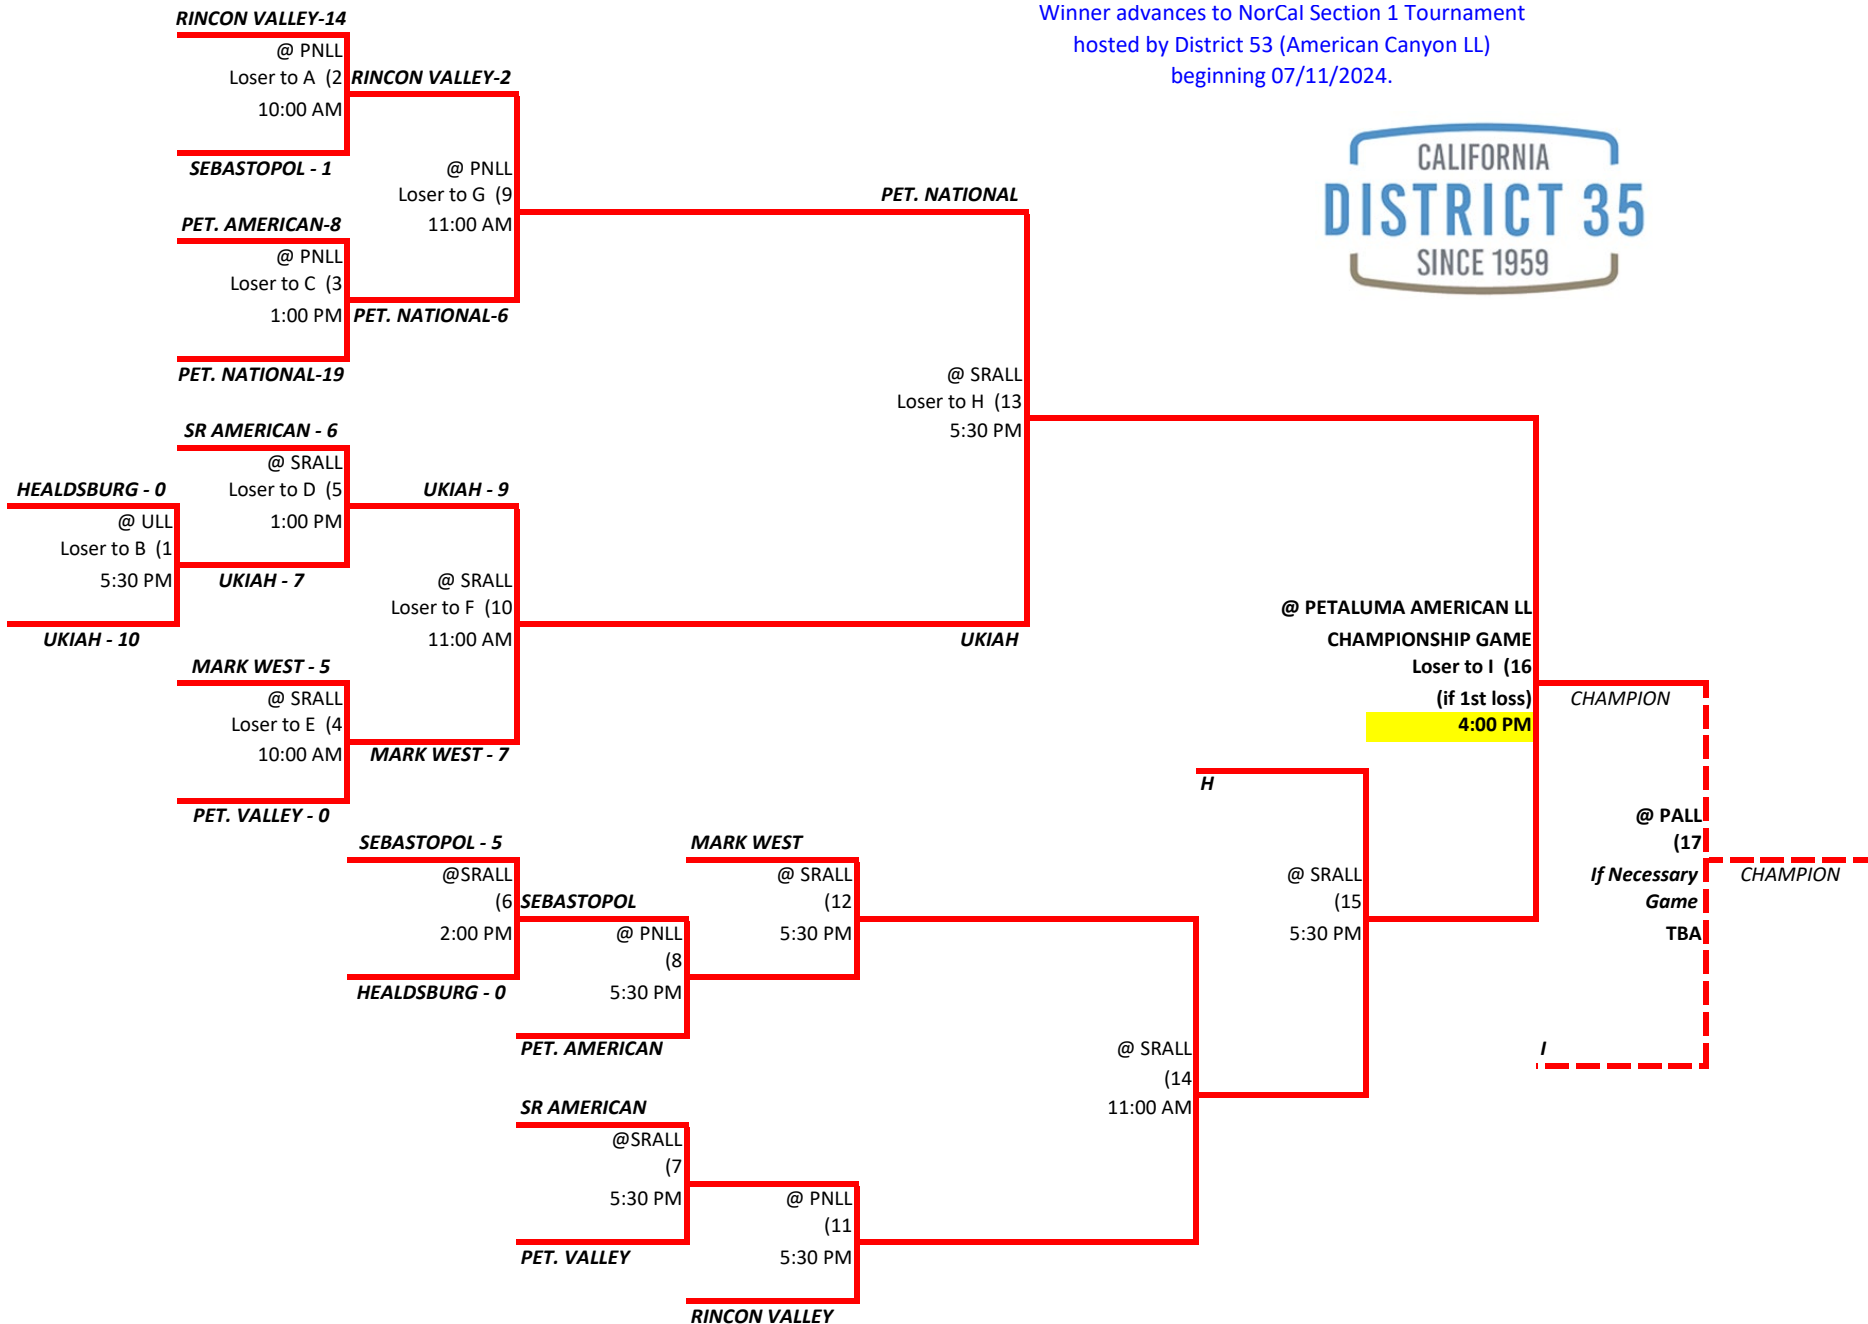 RINCON VALLEY-14
Winner advances to NorCal Section 1 Tournament
hosted by District 53 (American Canyon LL)
beginning 07/11/2024.
@ PNLL
Loser to A (2
10:00 AM
RINCON VALLEY-2
SEBASTOPOL - 1
CALIFORNIA
DISTRICT 35
SINCE 1959
@ PNLL
Loser to G (9
11:00 AM
PET. NATIONAL
PET. AMERICAN-8
@ PNLL
Loser to C (3
1:00 PM
PET. NATIONAL-6
PET. NATIONAL-19
@ SRALL
Loser to H (13
5:30 PM
SR AMERICAN - 6
@ SRALL
Loser to D (5
1:00 PM
HEALDSBURG - 0
@ ULL
Loser to B (1
5:30 PM
UKIAH - 9
UKIAH - 7
UKIAH - 10
@ SRALL
Loser to F (10
11:00 AM
UKIAH
@ PETALUMA AMERICAN LL
CHAMPIONSHIP GAME
Loser to I (16
(if 1st loss)
4:00 PM
CHAMPION
MARK WEST - 5
@ SRALL
Loser to E (4
10:00 AM
MARK WEST - 7
PET. VALLEY - 0
H
@ PALL
(17
If Necessary
Game
TBA
CHAMPION
SEBASTOPOL - 5
@SRALL
(6
2:00 PM
SEBASTOPOL
HEALDSBURG - 0
MARK WEST
@ SRALL
(12
5:30 PM
@ SRALL
(15
5:30 PM
@ PNLL
(8
5:30 PM
PET. AMERICAN
@ SRALL
(14
11:00 AM
I
SR AMERICAN
@SRALL
(7
5:30 PM
PET. VALLEY
@ PNLL
(11
5:30 PM
RINCON VALLEY